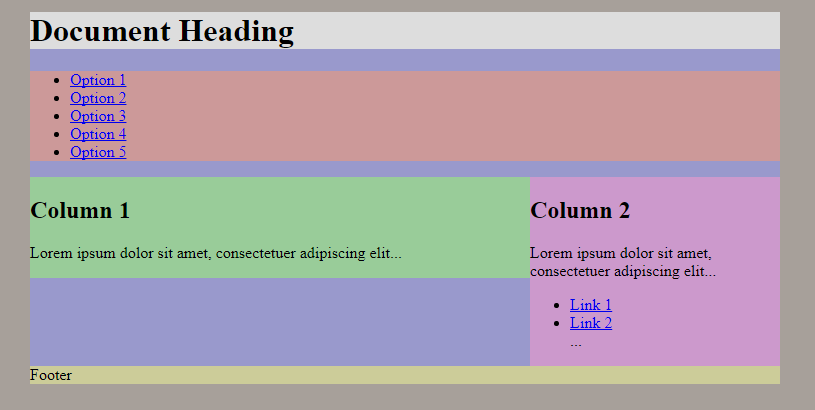 Document Heading
Option 1
Option 2
Option 3
Option 4
Option 5
Column 1
Lorem ipsum dolor sit amet, consectetuer adipiscing elit...
Column 2
Lorem ipsum dolor sit amet,
consectetuer adipiscing elit...
Link 1
Link 2
...
Footer